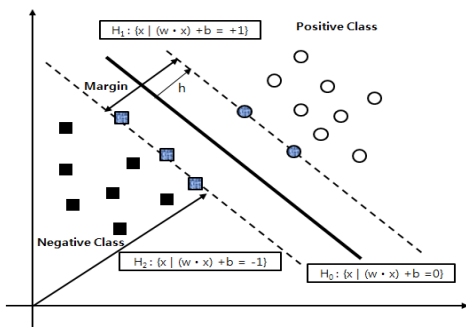 H₁ : {x | (w • x) +b = +1}
Positive Class
Margin
h
Negative Class
H₂ : {x | (w • x) +b = -1}
H₀ : {x | (w • x) +b =0}